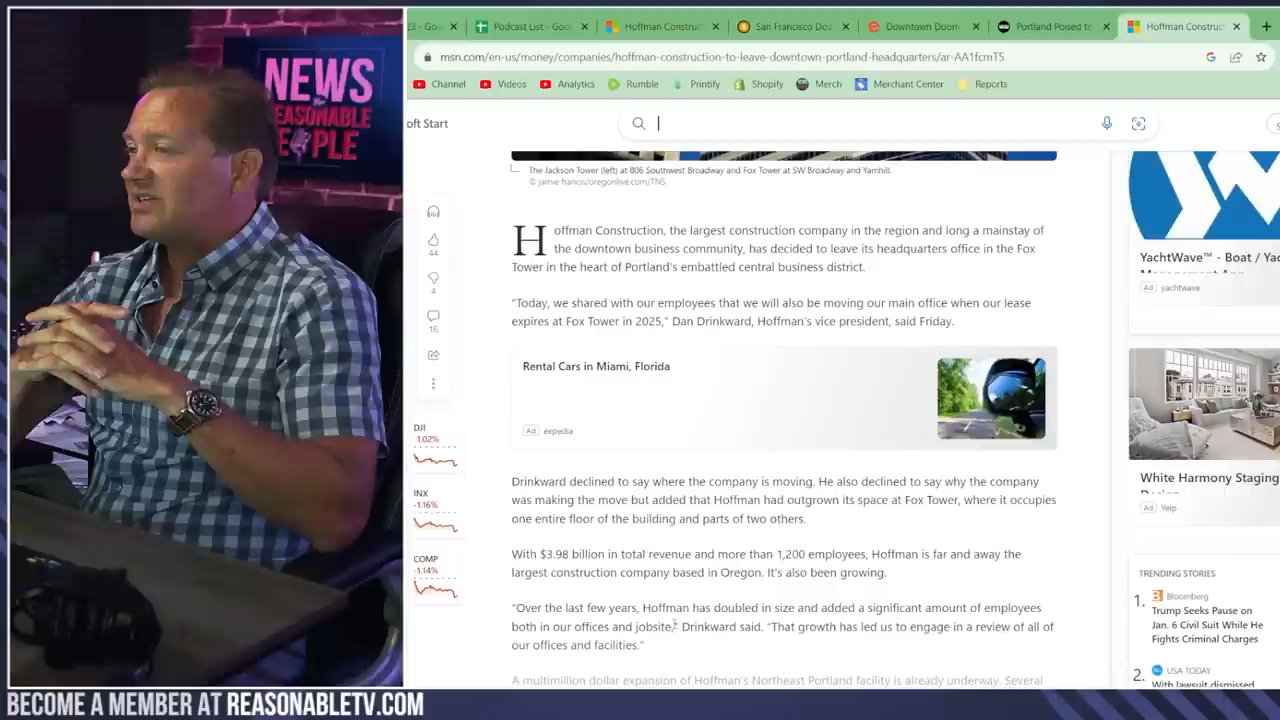 NEWS
REASONABLE
PEOPLE
Podcast List - Goo
Hoffman Construc
San Francisco Do
Downtown Doom
Portland Poised to
Hoffman Construc
msn.com/en-us/money/companies/hoffman-construction-to-leave-downtown-portland-headquarters/ar-AA1fcmT5
Channel
Videos
Analytics
Rumble
Printify
Shopify
Merch
Merchant Center
Reports
oft Start
The Jackson Tower (left) at 806 Southwest Broadway and Fox Tower at SW Broadway and Yamhill.
© jamie francis/oregonlive.com/TNS.
Hoffman Construction, the largest construction company in the region and long a mainstay of
the downtown business community, has decided to leave its headquarters office in the Fox
Tower in the heart of Portland's embattled central business district.
44
4
16
“Today, we shared with our employees that we will also be moving our main office when our lease
expires at Fox Tower in 2025,” Dan Drinkward, Hoffman's vice president, said Friday.
Rental Cars in Miami, Florida
Ad expedia
DJI
1.02%
INX
-1.16%
COMP
-1.14%
Drinkward declined to say where the company is moving. He also declined to say why the company
was making the move but added that Hoffman had outgrown its space at Fox Tower, where it occupies
one entire floor of the building and parts of two others.
With $3.98 billion in total revenue and more than 1,200 employees, Hoffman is far and away the
largest construction company based in Oregon. It's also been growing.
“Over the last few years, Hoffman has doubled in size and added a significant amount of employees
both in our offices and jobsite,” Drinkward said. “That growth has led us to engage in a review of all of
our offices and facilities.”
A multimillion dollar expansion of Hoffman's Northeast Portland facility is already underway. Several
YachtWave™ - Boat / Yac
Management App
Ad yachtwave
White Harmony Staging
Design
Ad Yelp
TRENDING STORIES
1. Bloomberg
Trump Seeks Pause on
Jan. 6 Civil Suit While He
Fights Criminal Charges
2. USA TODAY
With lawsuit dismissed
BECOME A MEMBER AT REASONABLETV.COM